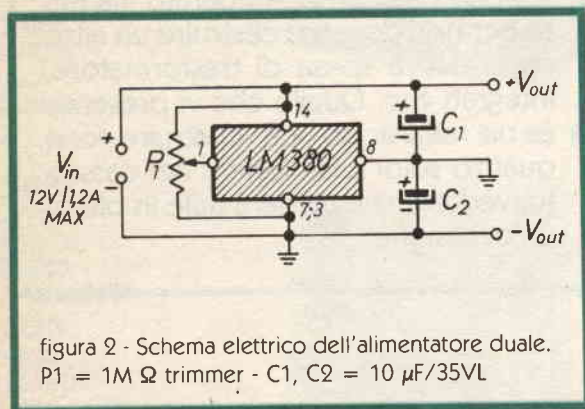 +Vout
14
+
C1
+
Vin
-
12V/1,2A
MAX
P1
1
LM380
8
7;3
+
-
C2
-Vout
figura 2 - Schema elettrico dell'alimentatore duale.
P1 = 1M Ω trimmer - C1, C2 = 10 µF/35VL